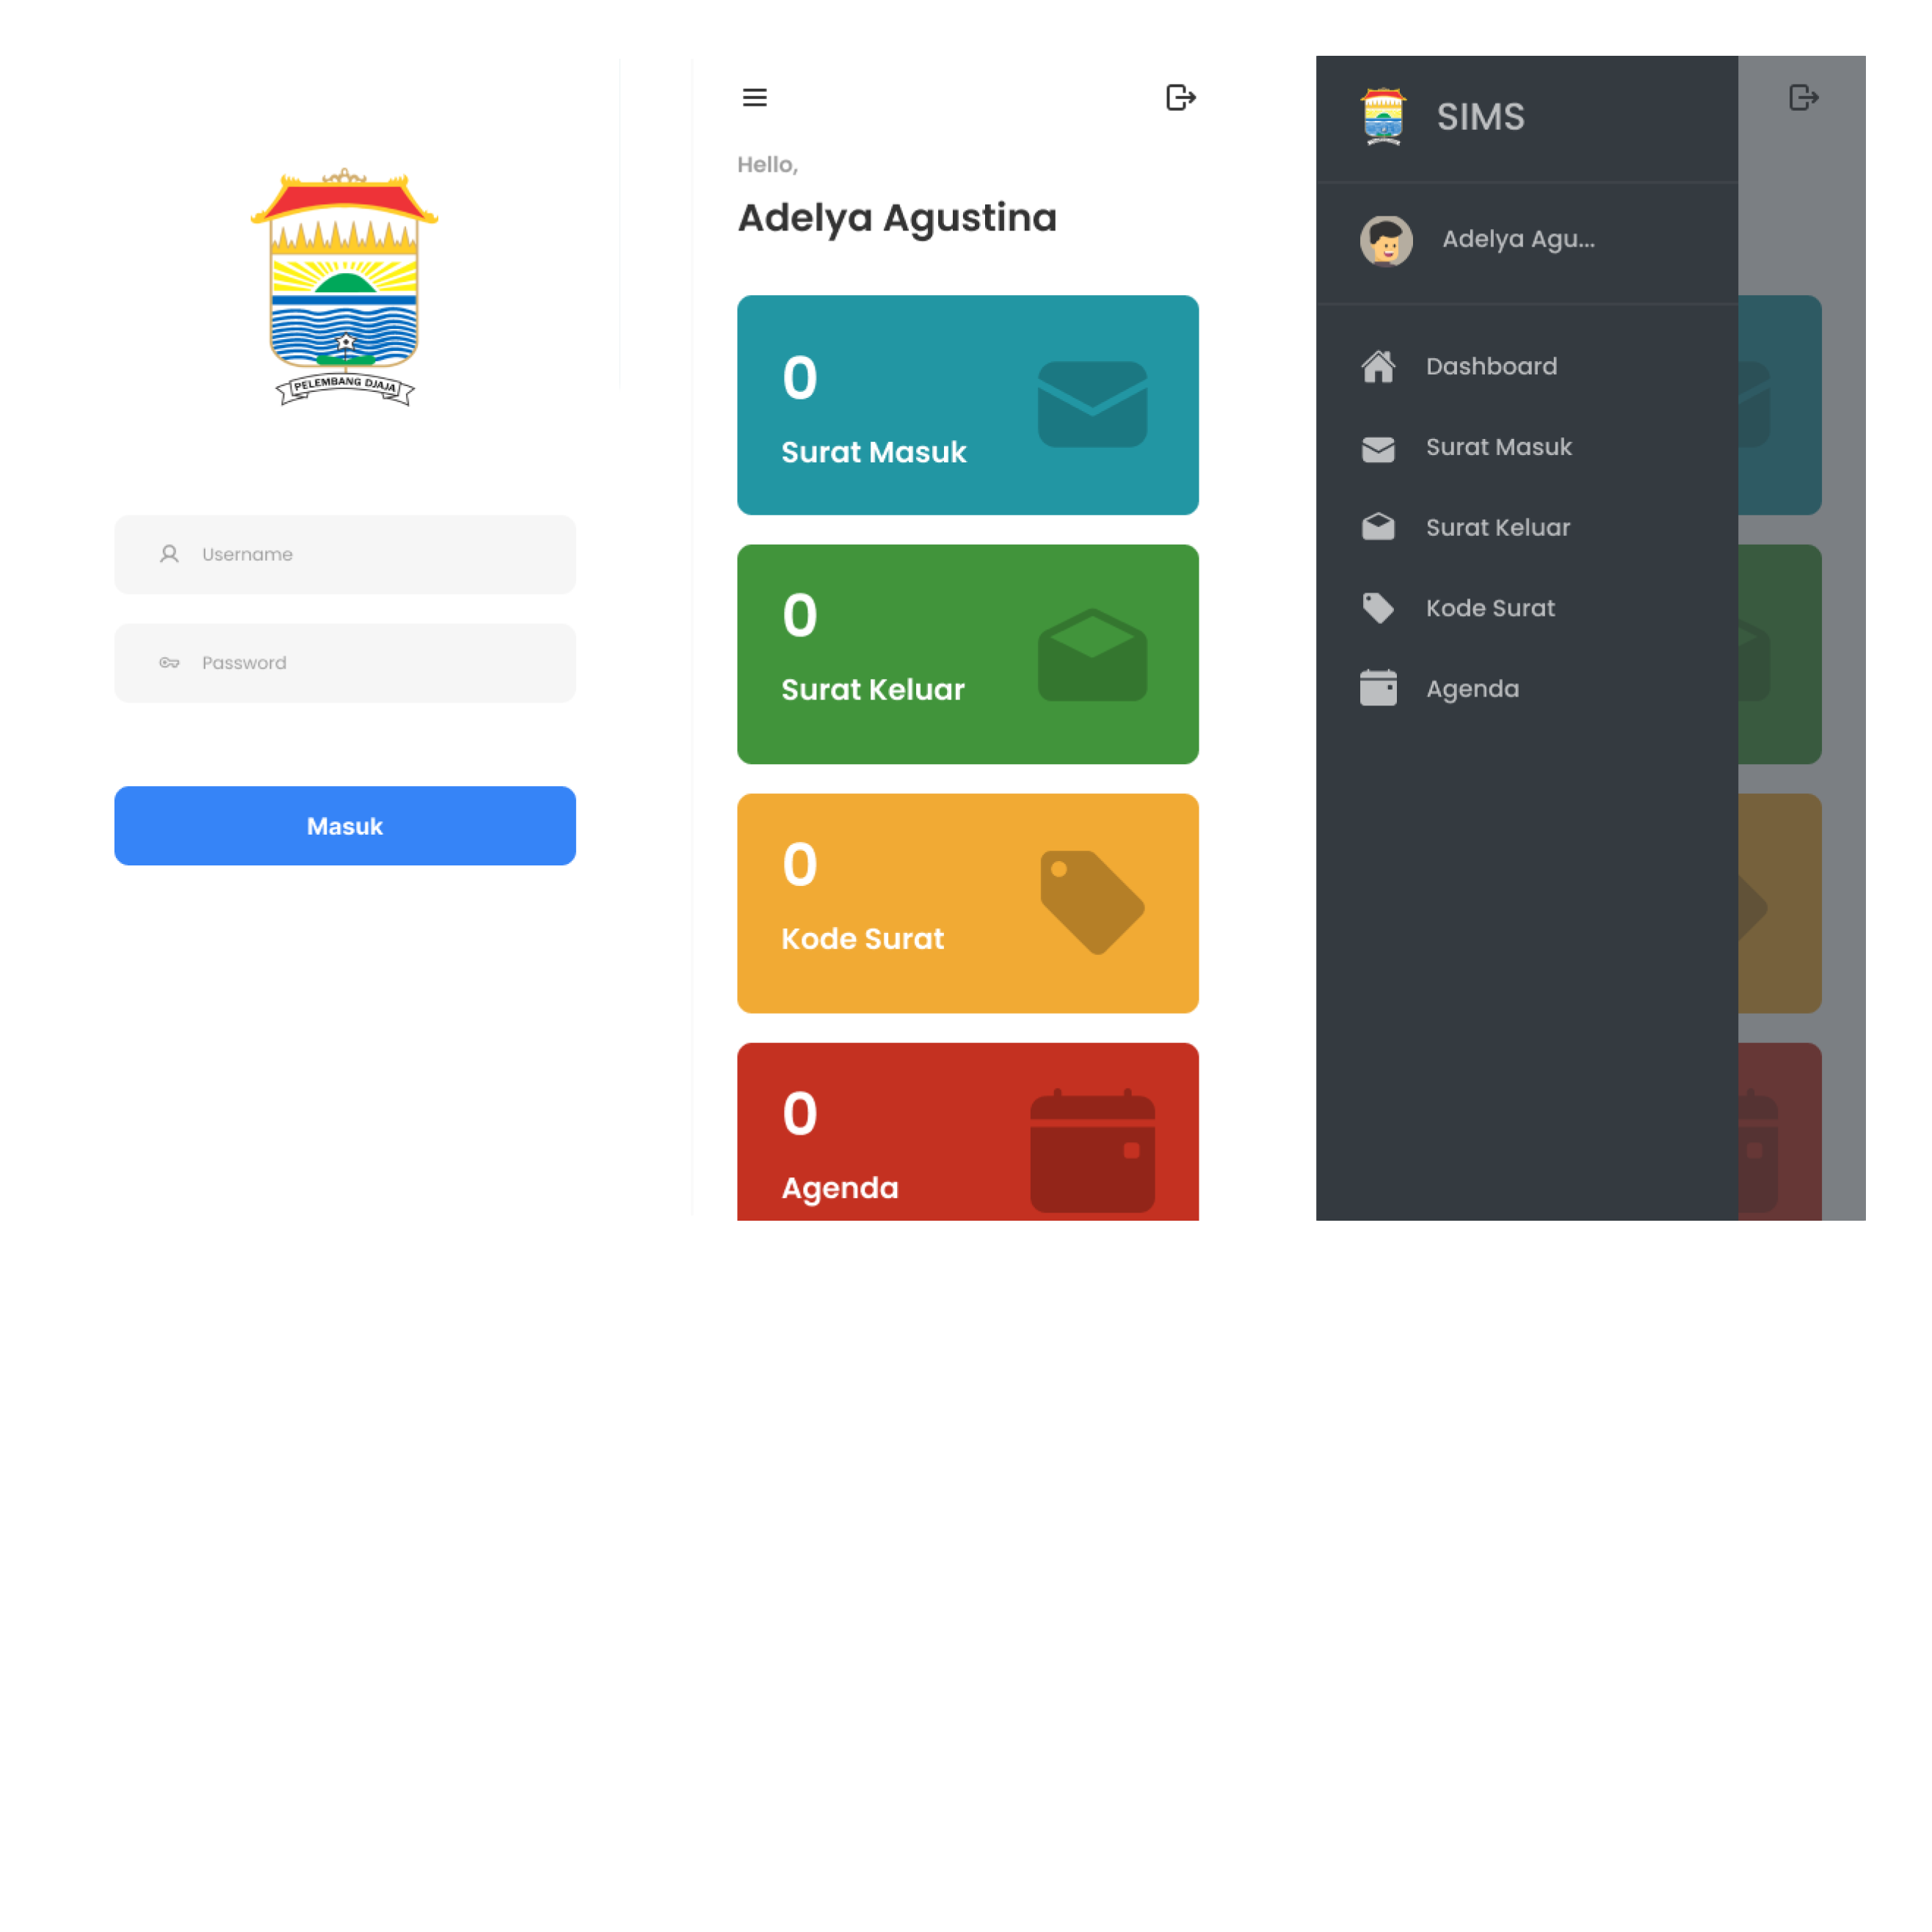 PELEMBANG DJAJA
Username
Password
Masuk
Hello,
Adelya Agustina
0
Surat Masuk
0
Surat Keluar
0
Kode Surat
0
Agenda
SIMS
Adelya Agu...
Dashboard
Surat Masuk
Surat Keluar
Kode Surat
Agenda